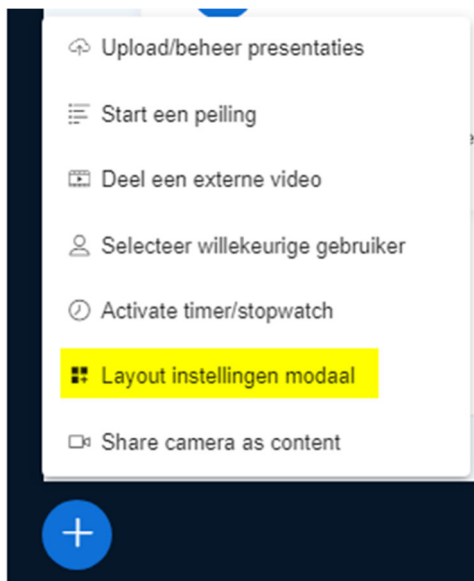 Upload/beheer presentaties
Start een peiling
Deel een externe video
Selecteer willekeurige gebruiker
Activate timer/stopwatch
Layout instellingen modaal
Share camera as content